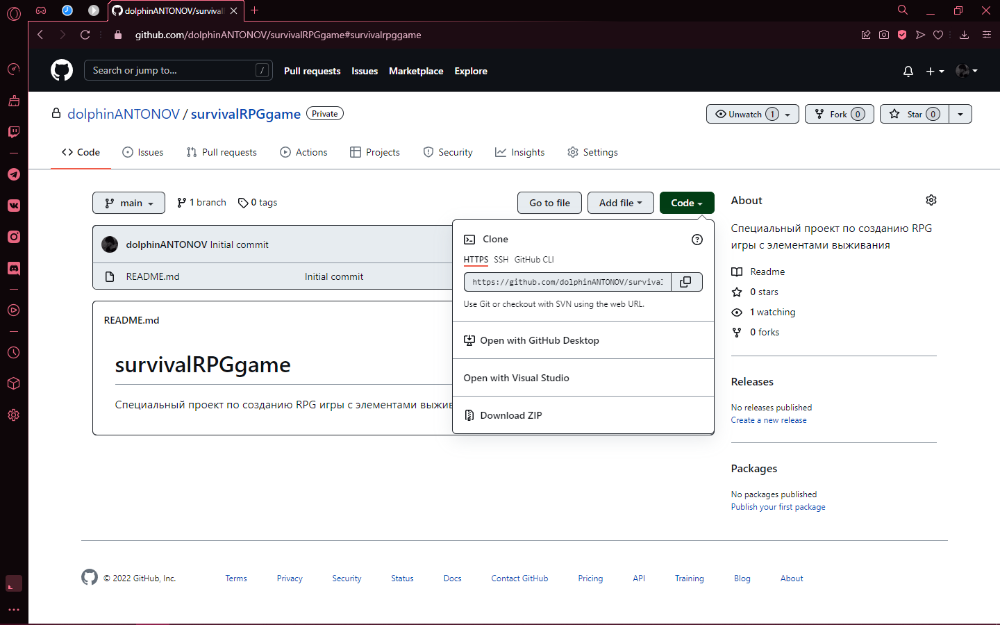 dolphinANTONOV/survival
github.com/dolphinANTONOV/survivalRPGgame#survivalrpggame
Search or jump to... /
Pull requests Issues Marketplace Explore
dolphinANTONOV / survivalRPGgame Private
Unwatch 1 Fork 0 Star 0
Code Issues Pull requests Actions Projects Security Insights Settings
main 1 branch 0 tags Go to file Add file Code
dolphinANTONOV Initial commit
README.md Initial commit
README.md
survivalRPGgame
Специальный проект по созданию RPG игры с элементами
Clone
HTTPS SSH GitHub CLI
https://github.com/dolphinANTONOV/surviva
Use Git or checkout with SVN using the web URL.
Open with GitHub Desktop
Open with Visual Studio
Download ZIP
About
Специальный проект по созданию RPG
игры с элементами выживания
Readme
0 stars
1 watching
0 forks
Releases
No releases published
Create a new release
Packages
No packages published
Publish your first package
© 2022 GitHub, Inc. Terms Privacy Security Status Docs Contact GitHub Pricing API Training Blog About